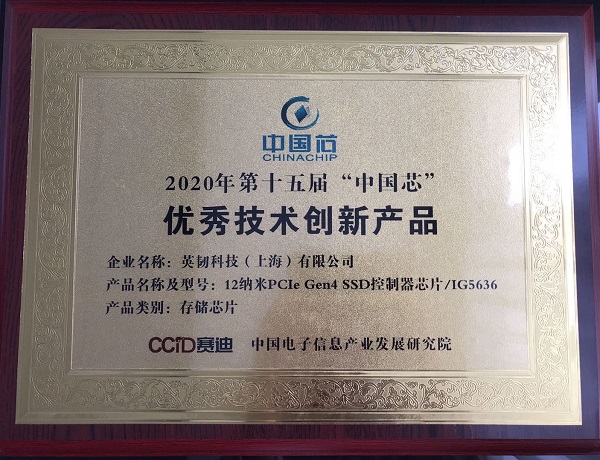 中国芯
CHINACHIP
2020年第十五届“中国芯”
优秀技术创新产品
企业名称：英韧科技（上海）有限公司
产品名称及型号：12纳米PCIe Gen4 SSD控制器芯片/IG5636
产品类别：存储芯片
CCID赛迪 中国电子信息产业发展研究院